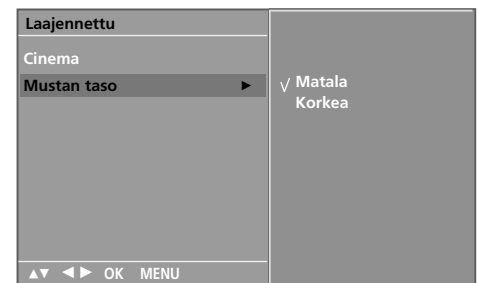 Laajennettu
Cinema
Mustan taso ►
√ Matala
Korkea
▲▼ ◄ ► OK MENU